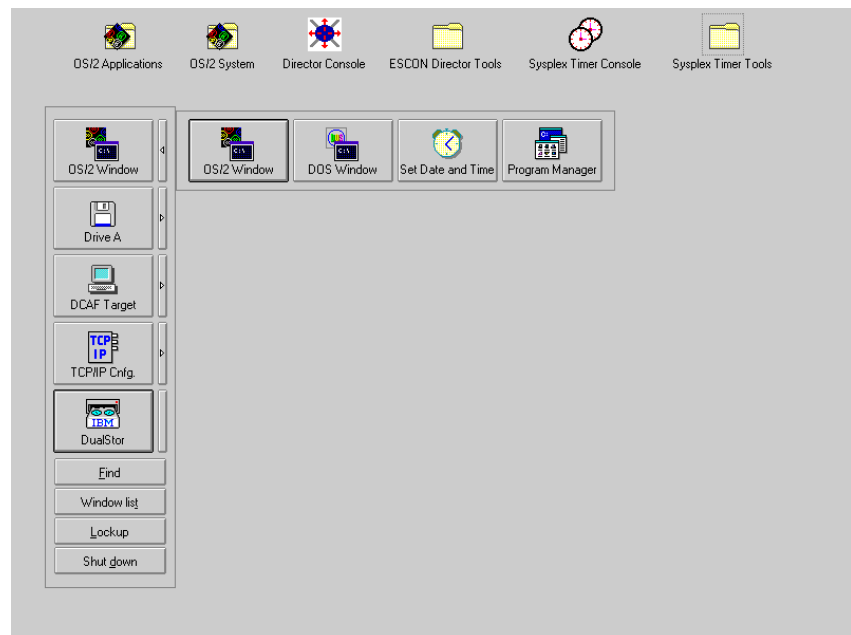 OS/2 Applications OS/2 System Director Console ESCON Director Tools Sysplex Timer Console Sysplex Timer Tools
OS/2 Window OS/2 Window DOS Window Set Date and Time Program Manager
Drive A
DCAF Target
TCP IP
TCP/IP Cnfg.
IBM
DualStor
Find
Window list
Lockup
Shut down